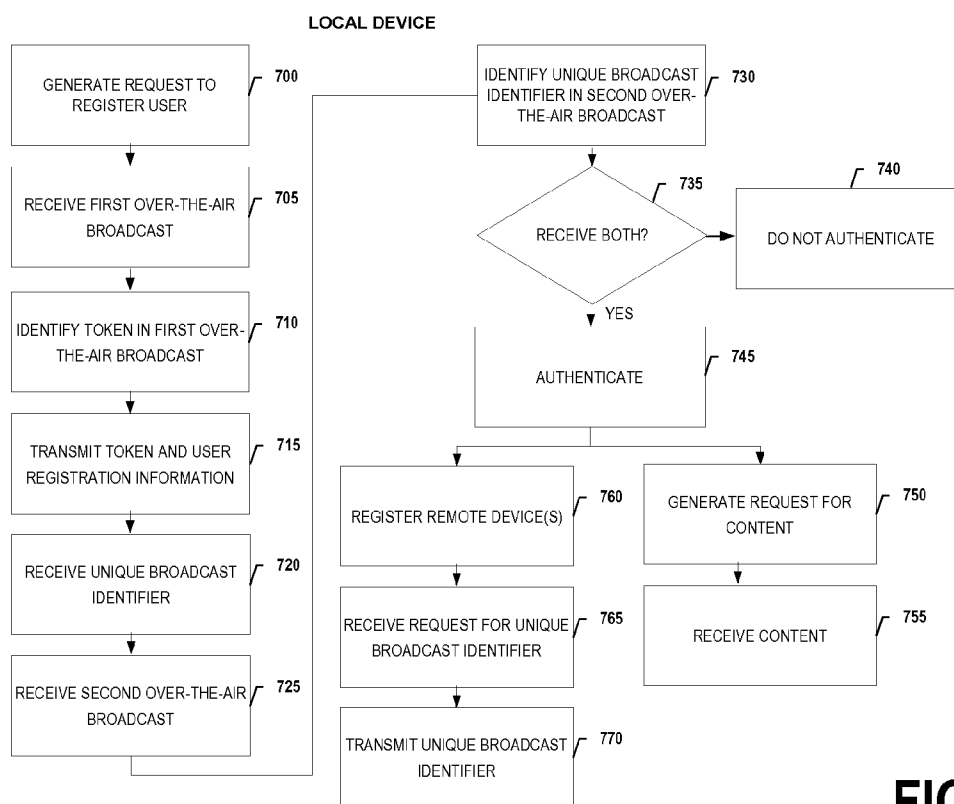 LOCAL DEVICE
GENERATE REQUEST TO
REGISTER USER
700
RECEIVE FIRST OVER-THE-AIR
BROADCAST
705
IDENTIFY TOKEN IN FIRST OVER-
THE-AIR BROADCAST
710
TRANSMIT TOKEN AND USER
REGISTRATION INFORMATION
715
RECEIVE UNIQUE BROADCAST
IDENTIFIER
720
RECEIVE SECOND OVER-THE-AIR
BROADCAST
725
IDENTIFY UNIQUE BROADCAST
IDENTIFIER IN SECOND OVER-
THE-AIR BROADCAST
730
RECEIVE BOTH?
735
DO NOT AUTHENTICATE
740
YES
AUTHENTICATE
745
REGISTER REMOTE DEVICE(S)
760
RECEIVE REQUEST FOR UNIQUE
BROADCAST IDENTIFIER
765
TRANSMIT UNIQUE BROADCAST
IDENTIFIER
770
GENERATE REQUEST FOR
CONTENT
750
RECEIVE CONTENT
755